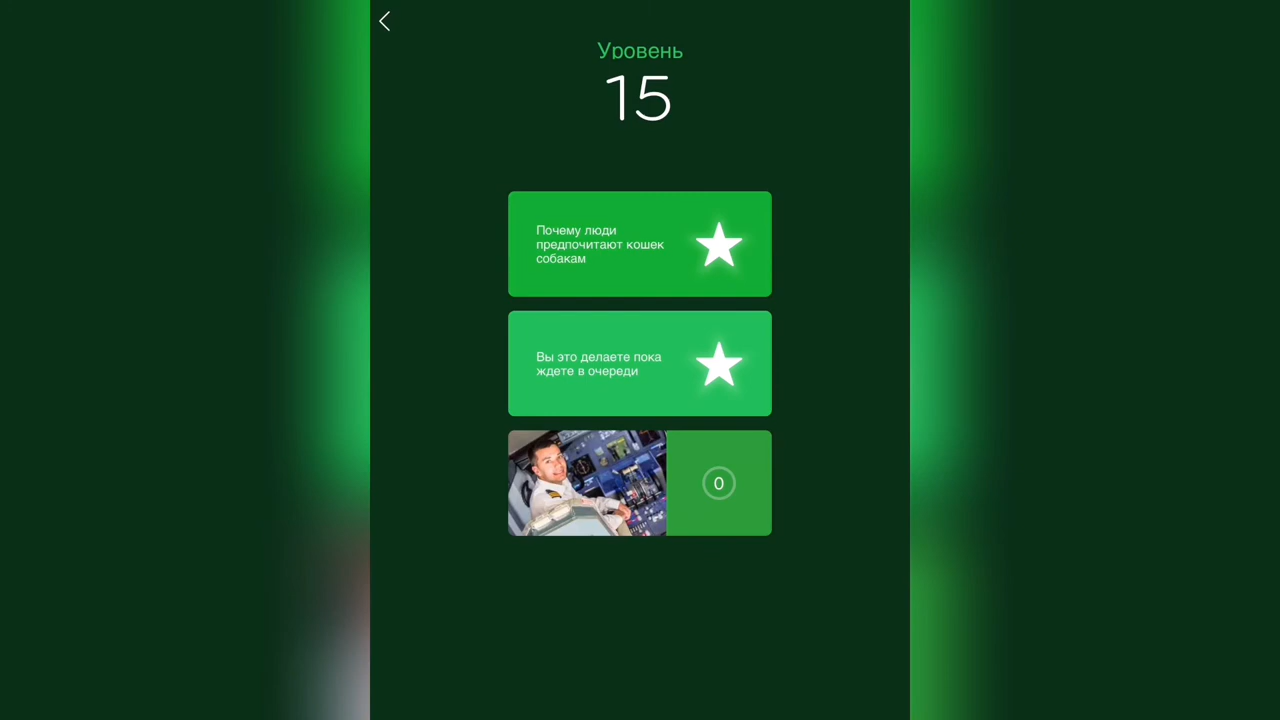 Уровень
15
Почему люди
предпочитают кошек
собакам
Вы это делаете пока
ждете в очереди
0